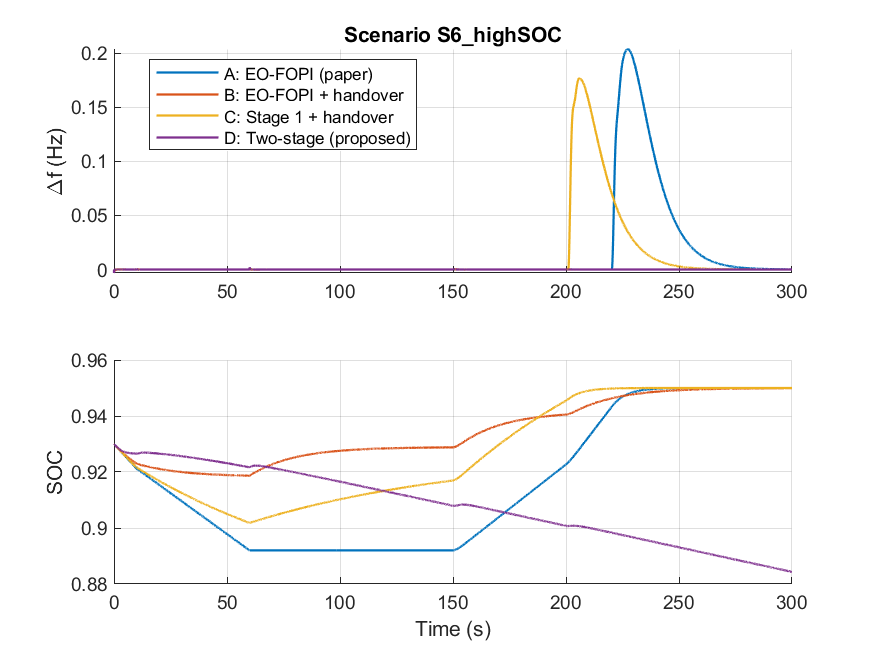 Scenario S6_highSOC
Δf (Hz)
0.2
0.15
0.1
0.05
0
A: EO-FOPI (paper)
B: EO-FOPI + handover
C: Stage 1 + handover
D: Two-stage (proposed)
0 50 100 150 200 250 300
SOC
0.96
0.94
0.92
0.9
0.88
0 50 100 150 200 250 300
Time (s)